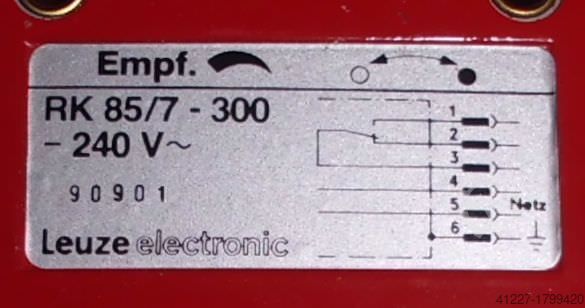 Empf.
RK 85/7 - 300
- 240 V~
90901
Leuze electronic
1
2
3
4
5 Netz
6
41227-1799420